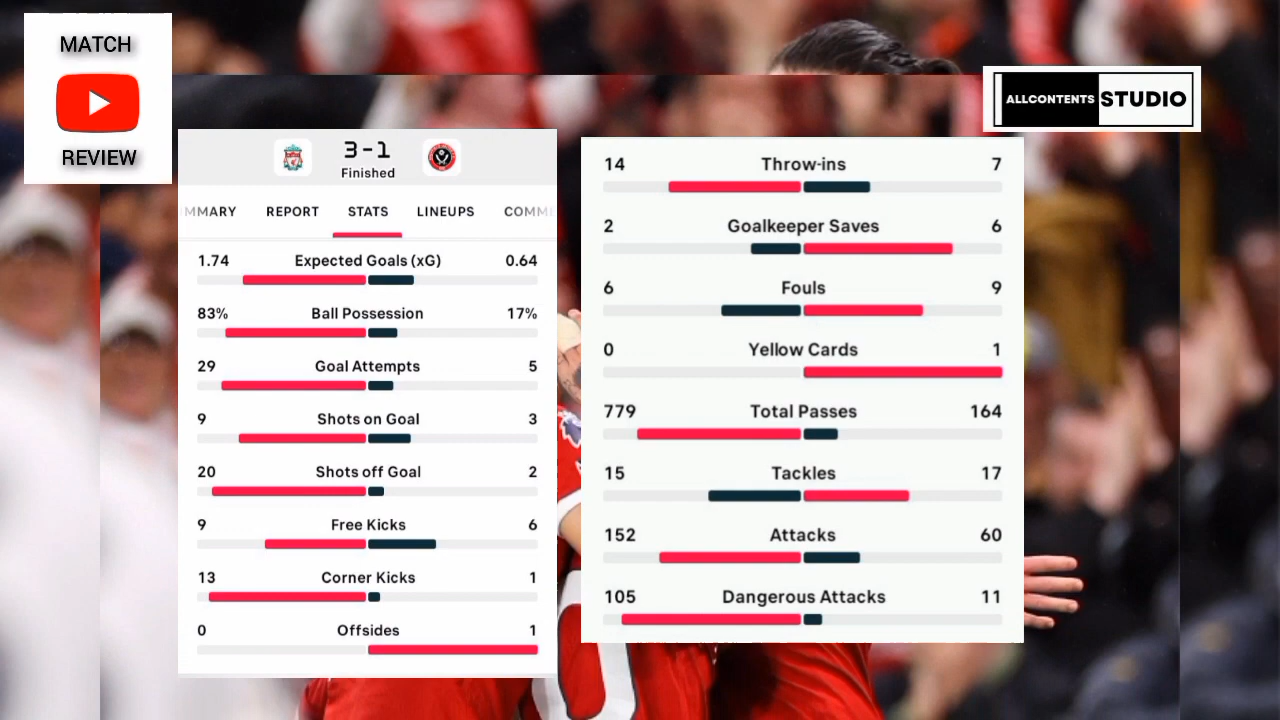 MATCH
REVIEW
ALLCONTENTS STUDIO
3-1
Finished
MMARY REPORT STATS LINEUPS COMM
1.74 Expected Goals (xG) 0.64
83% Ball Possession 17%
29 Goal Attempts 5
9 Shots on Goal 3
20 Shots off Goal 2
9 Free Kicks 6
13 Corner Kicks 1
0 Offsides 1
14 Throw-ins 7
2 Goalkeeper Saves 6
6 Fouls 9
0 Yellow Cards 1
779 Total Passes 164
15 Tackles 17
152 Attacks 60
105 Dangerous Attacks 11